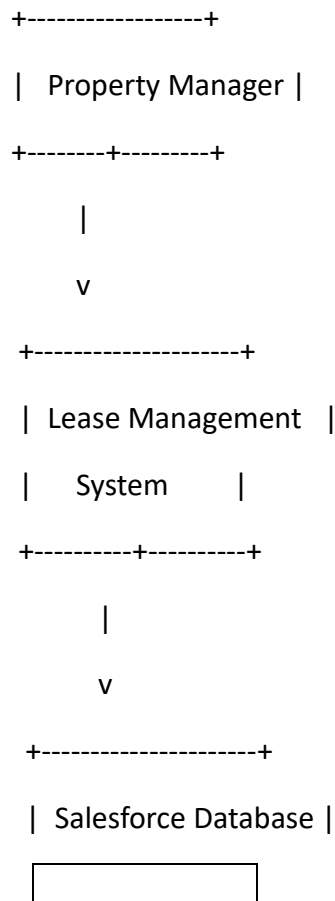 +------------------+
|   Property Manager |
+--------+---------+
|
v
+---------------------+
|  Lease Management   |
|      System        |
+----------+----------+
|
v
+----------------------+
|  Salesforce Database |